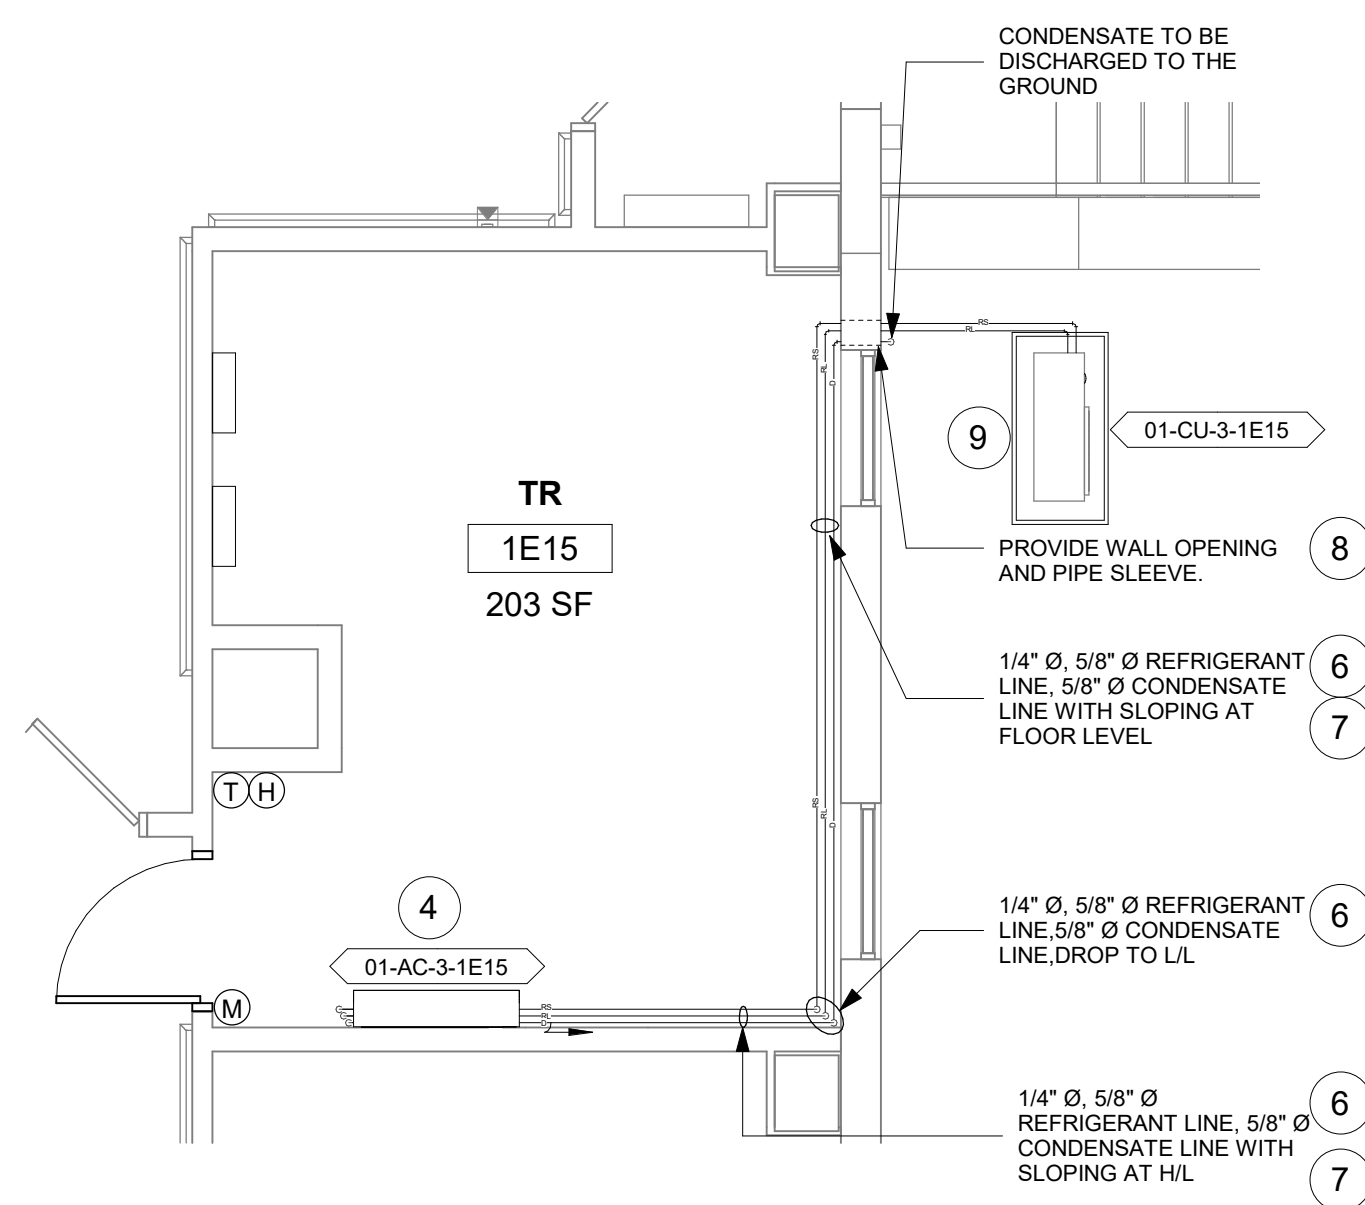 CONDENSATE TO BE
DISCHARGED TO THE
GROUND
RS
RL
RS
RL
D
9
01-CU-3-1E15
TR
1E15
203 SF
PROVIDE WALL OPENING
AND PIPE SLEEVE.
8
1/4" Ø, 5/8" Ø REFRIGERANT
LINE, 5/8" Ø CONDENSATE
LINE WITH SLOPING AT
FLOOR LEVEL
6
7
T H
RS
RL
D
4
01-AC-3-1E15
1/4" Ø, 5/8" Ø REFRIGERANT
LINE,5/8" Ø CONDENSATE
LINE,DROP TO L/L
6
M
RS
RL
D
1/4" Ø, 5/8" Ø
REFRIGERANT LINE, 5/8" Ø
CONDENSATE LINE WITH
SLOPING AT H/L
6
7